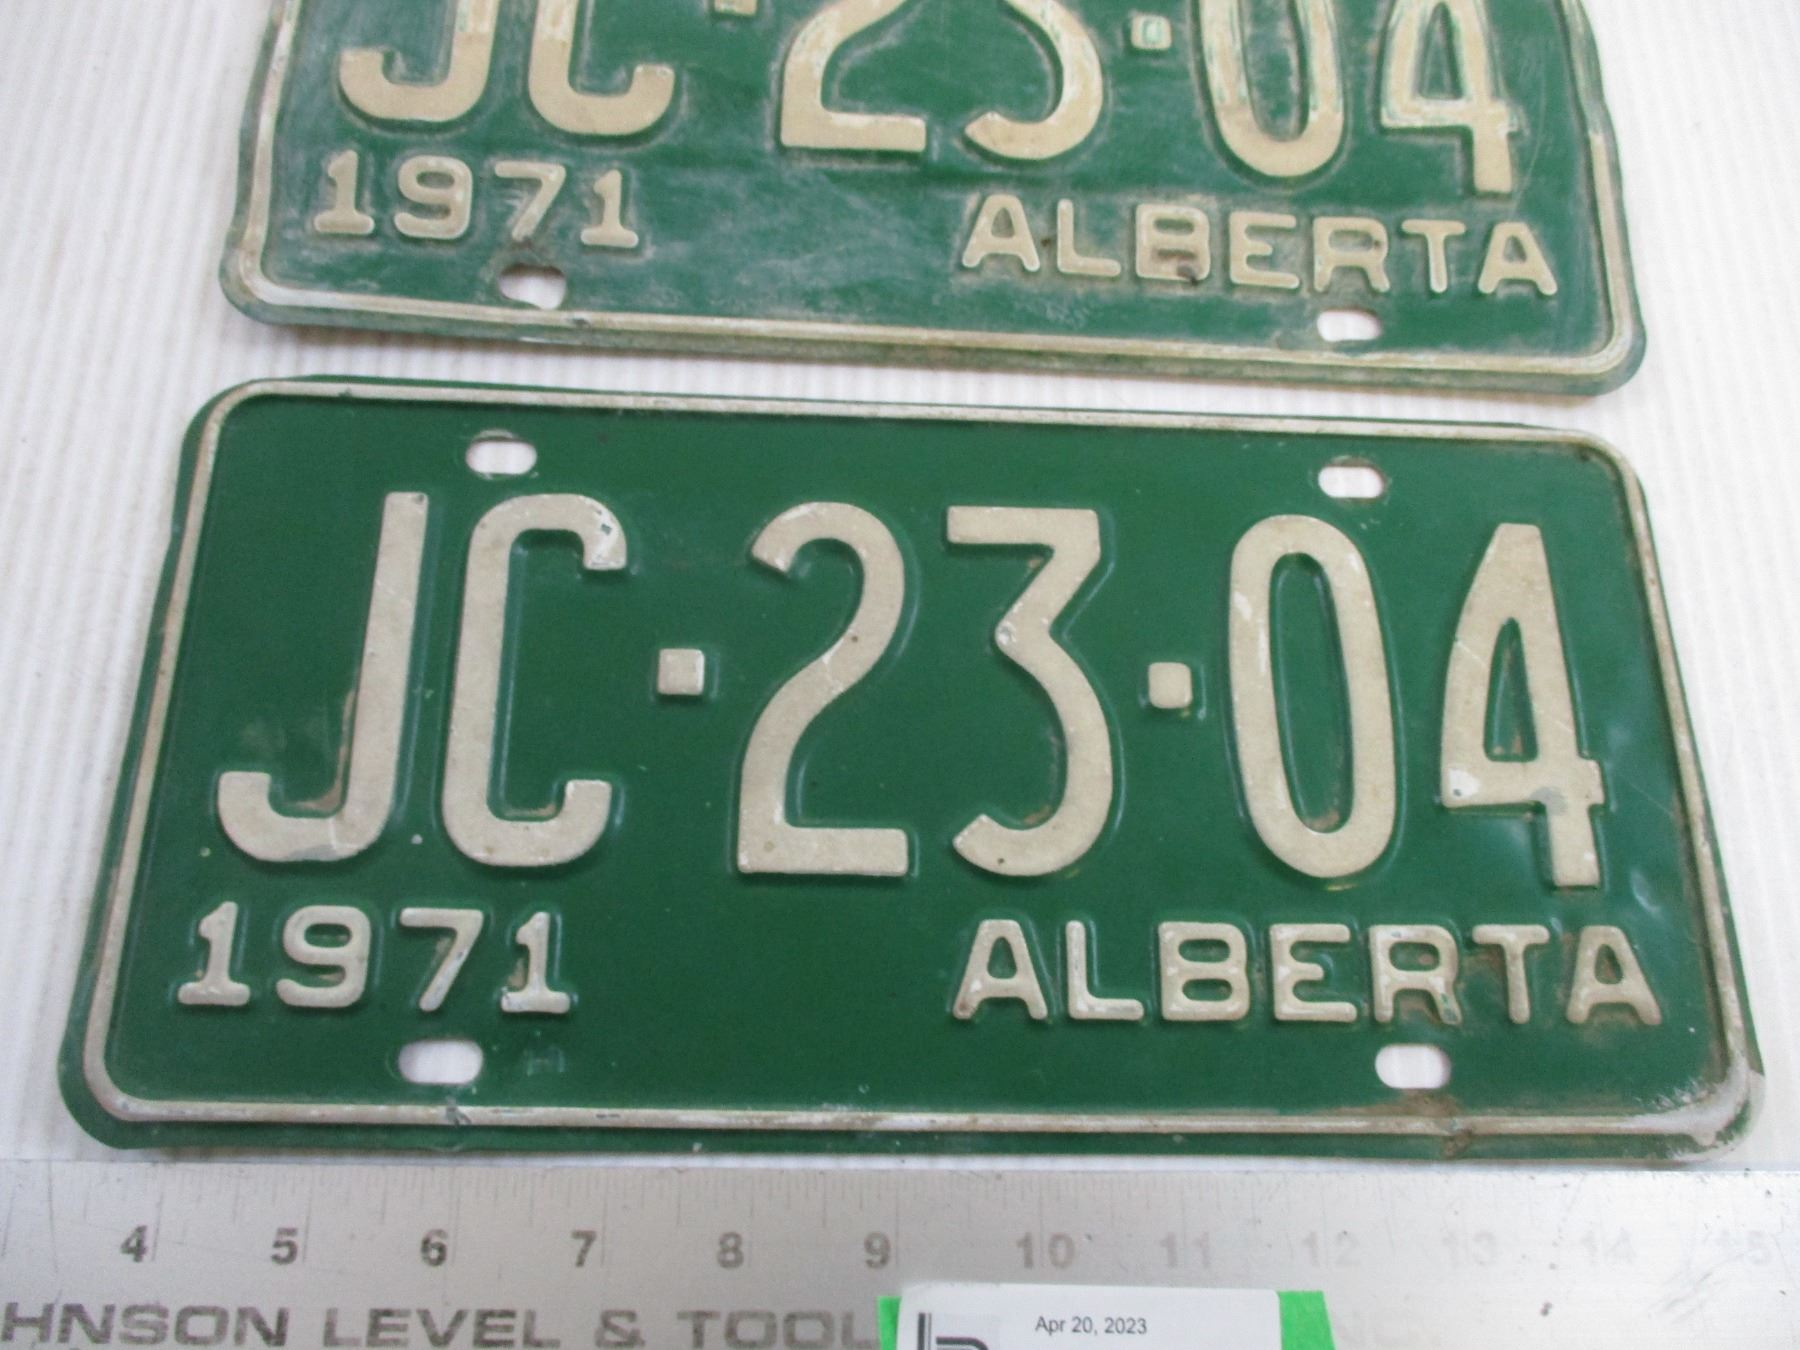 JC·23·04
1971 ALBERTA
JC·23·04
1971 ALBERTA
4 5 6 7 8 9 10 11 12 13 14 15
HNSON LEVEL & TOOL
Apr 20, 2023